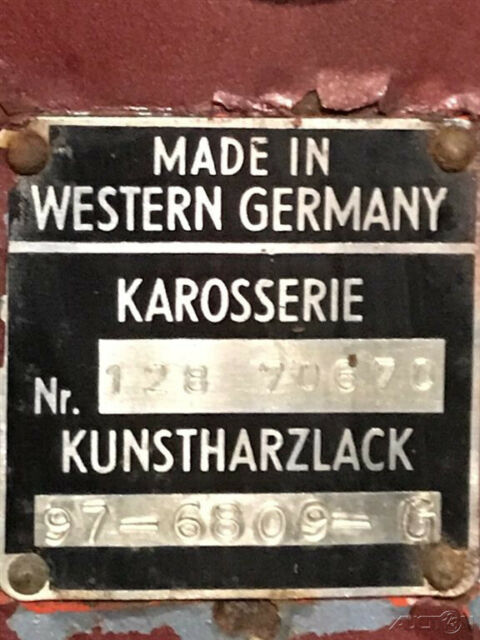 MADE IN
WESTERN GERMANY
KAROSSERIE
Nr. 128 70670
KUNSTHARZLACK
97-6809-G